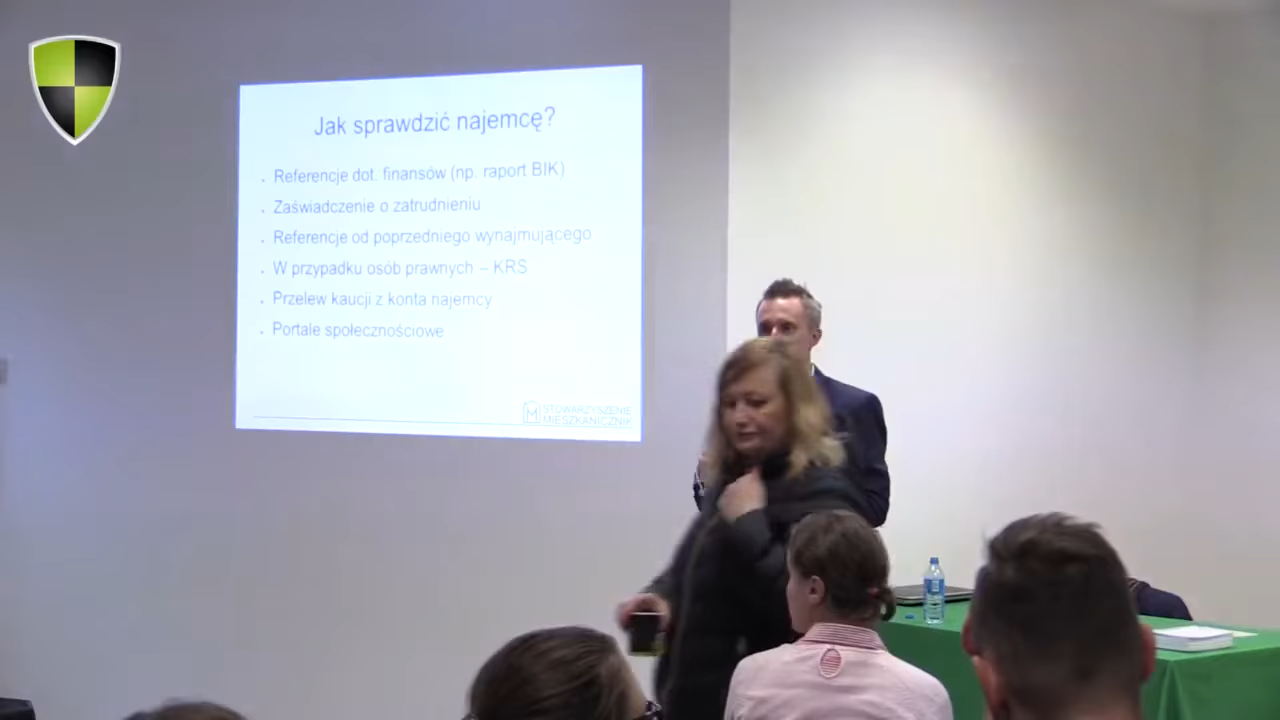 Jak sprawdzić najemcę?
Referencje dot. finansów (np. raport BIK)
Zaświadczenie o zatrudnieniu
Referencje od poprzedniego wynajmującego
W przypadku osób prawnych – KRS
Przelew kaucji z konta najemcy
Portale społecznościowe
STOWARZYSZENIE
MIESZKANICZNIK